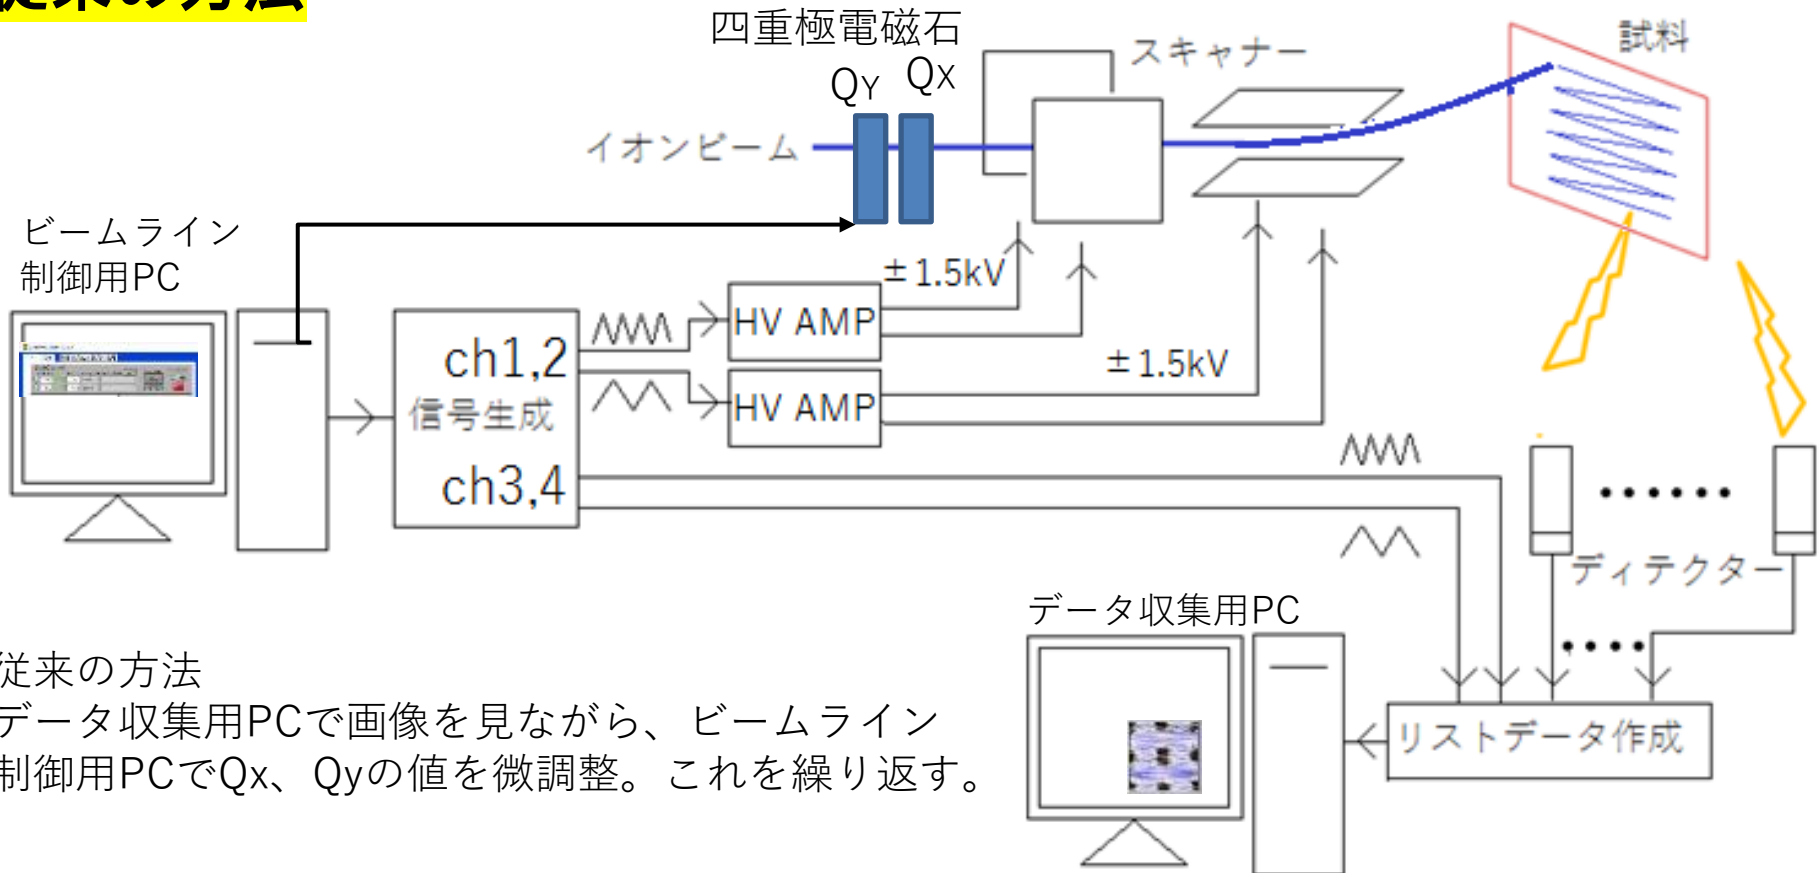 従来の方法
四重極電磁石
QY QX
スキャナー
試料
イオンビーム
ビームライン
制御用PC
±1.5kV
HV AMP
ch1,2
信号生成
±1.5kV
HV AMP
ch3,4
ディテクター
データ収集用PC
リストデータ作成
従来の方法
データ収集用PCで画像を見ながら、ビームライン
制御用PCでQx、Qyの値を微調整。これを繰り返す。